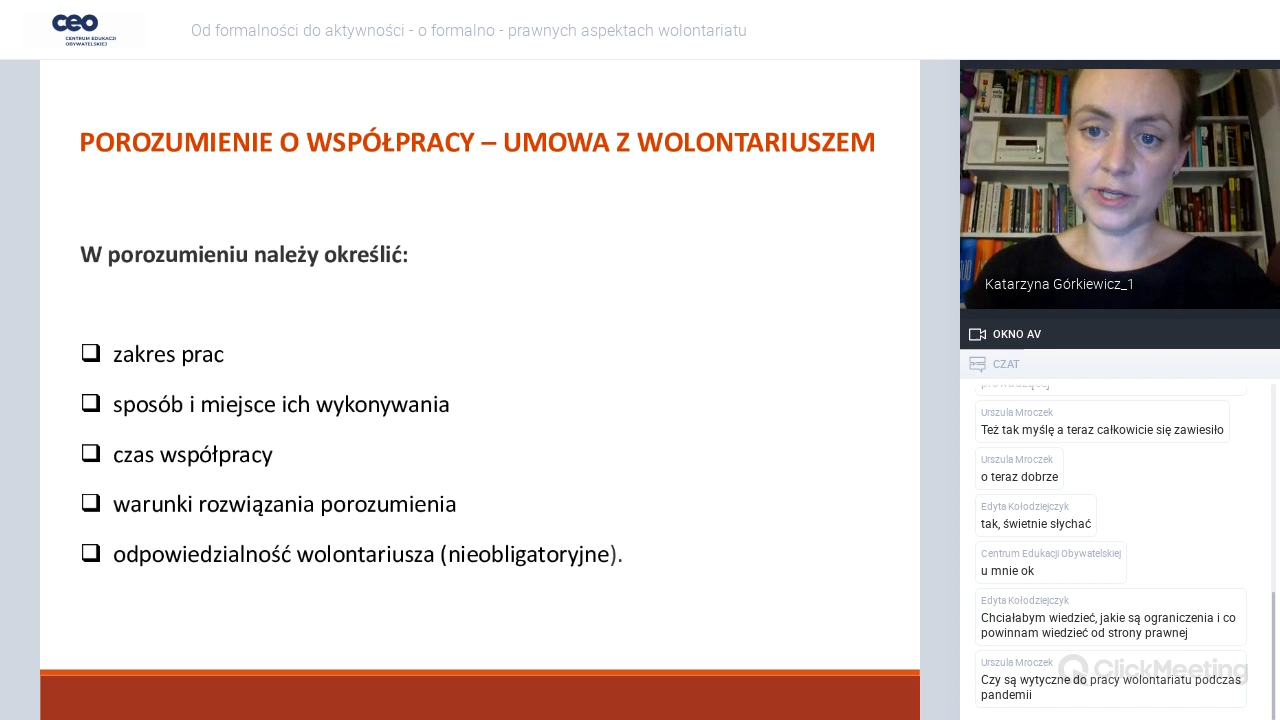 ceo
CENTRUM EDUKACJI
OBYWATELSKIEJ
Od formalności do aktywności - o formalno - prawnych aspektach wolontariatu
POROZUMIENIE O WSPÓŁPRACY – UMOWA Z WOLONTARIUSZEM
W porozumieniu należy określić:
zakres prac
sposób i miejsce ich wykonywania
czas współpracy
warunki rozwiązania porozumienia
odpowiedzialność wolontariusza (nieobligatoryjne).
Katarzyna Górkiewicz_1
OKNO AV
CZAT
prowadzącej
Urszula Mroczek
Też tak myślę a teraz całkowicie się zawiesiło
Urszula Mroczek
o teraz dobrze
Edyta Kołodziejczyk
tak, świetnie słychać
Centrum Edukacji Obywatelskiej
u mnie ok
Edyta Kołodziejczyk
Chciałabym wiedzieć, jakie są ograniczenia i co
powinnam wiedzieć od strony prawnej
Urszula Mroczek
Czy są wytyczne do pracy wolontariatu podczas
pandemii
ClickMeeting